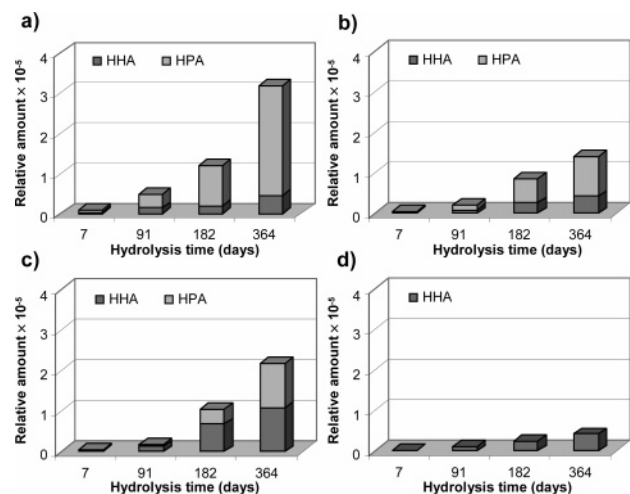 a)
HHA HPA
Relative amount × 10⁻⁵
4
3
2
1
0
7 91 182 364
Hydrolysis time (days)
b)
HHA HPA
Relative amount × 10⁻⁵
4
3
2
1
0
7 91 182 364
Hydrolysis time (days)
c)
HHA HPA
Relative amount × 10⁻⁵
4
3
2
1
0
7 91 182 364
Hydrolysis time (days)
d)
HHA
Relative amount × 10⁻⁵
4
3
2
1
0
7 91 182 364
Hydrolysis time (days)